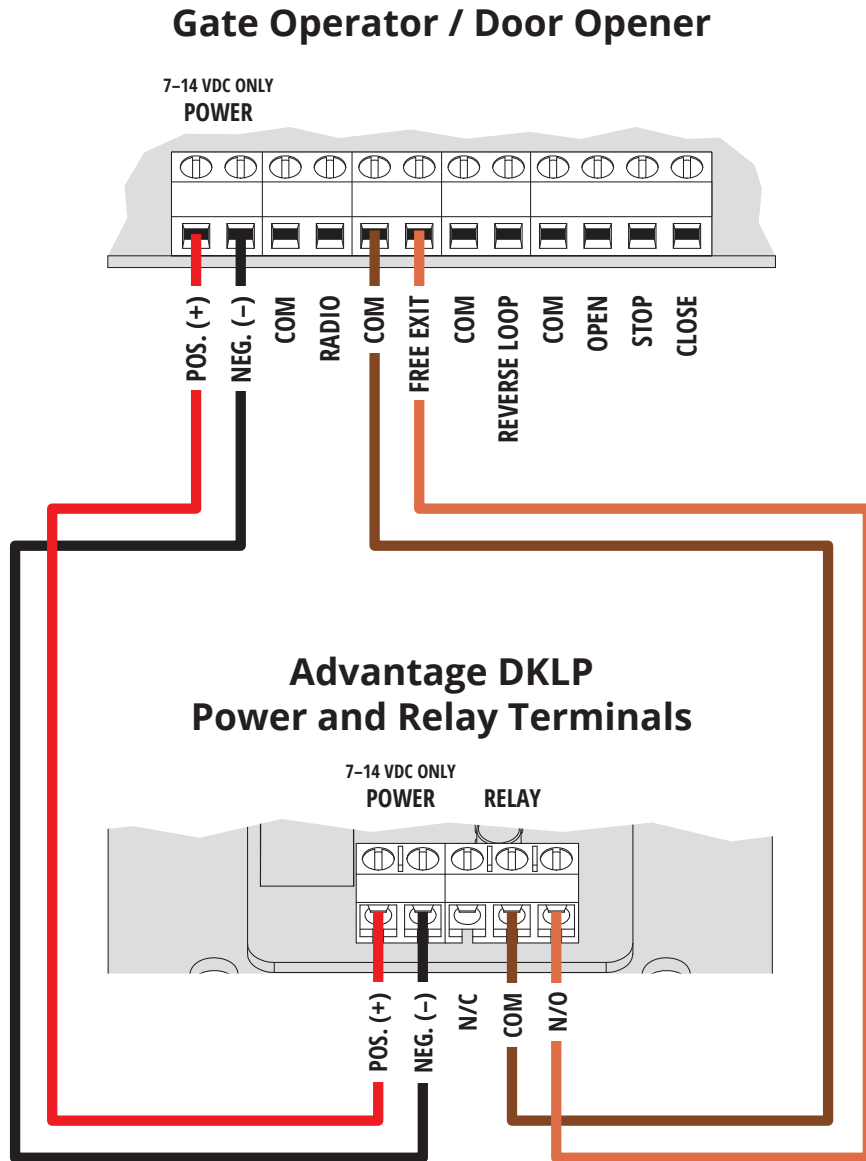 Gate Operator / Door Opener
7–14 VDC ONLY
POWER
POS. (+)
NEG. (–)
COM
RADIO
COM
FREE EXIT
COM
REVERSE LOOP
COM
OPEN
STOP
CLOSE
Advantage DKLP
Power and Relay Terminals
7–14 VDC ONLY
POWER
RELAY
POS. (+)
NEG. (–)
N/C
COM
N/O